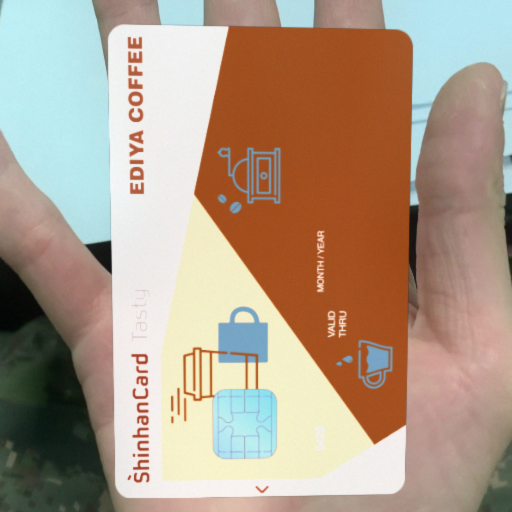 EDIYA COFFEE
ShinhanCard Tasty
MONTH / YEAR
VALID
THRU